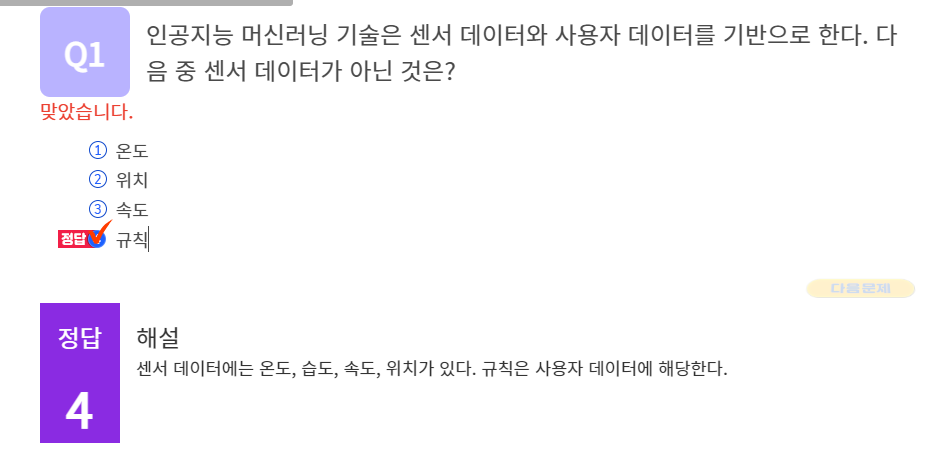 Q1
인공지능 머신러닝 기술은 센서 데이터와 사용자 데이터를 기반으로 한다. 다
음 중 센서 데이터가 아닌 것은?
맞았습니다.
① 온도
② 위치
③ 속도
정답 규칙
다음문제
정답
4
해설
센서 데이터에는 온도, 습도, 속도, 위치가 있다. 규칙은 사용자 데이터에 해당한다.